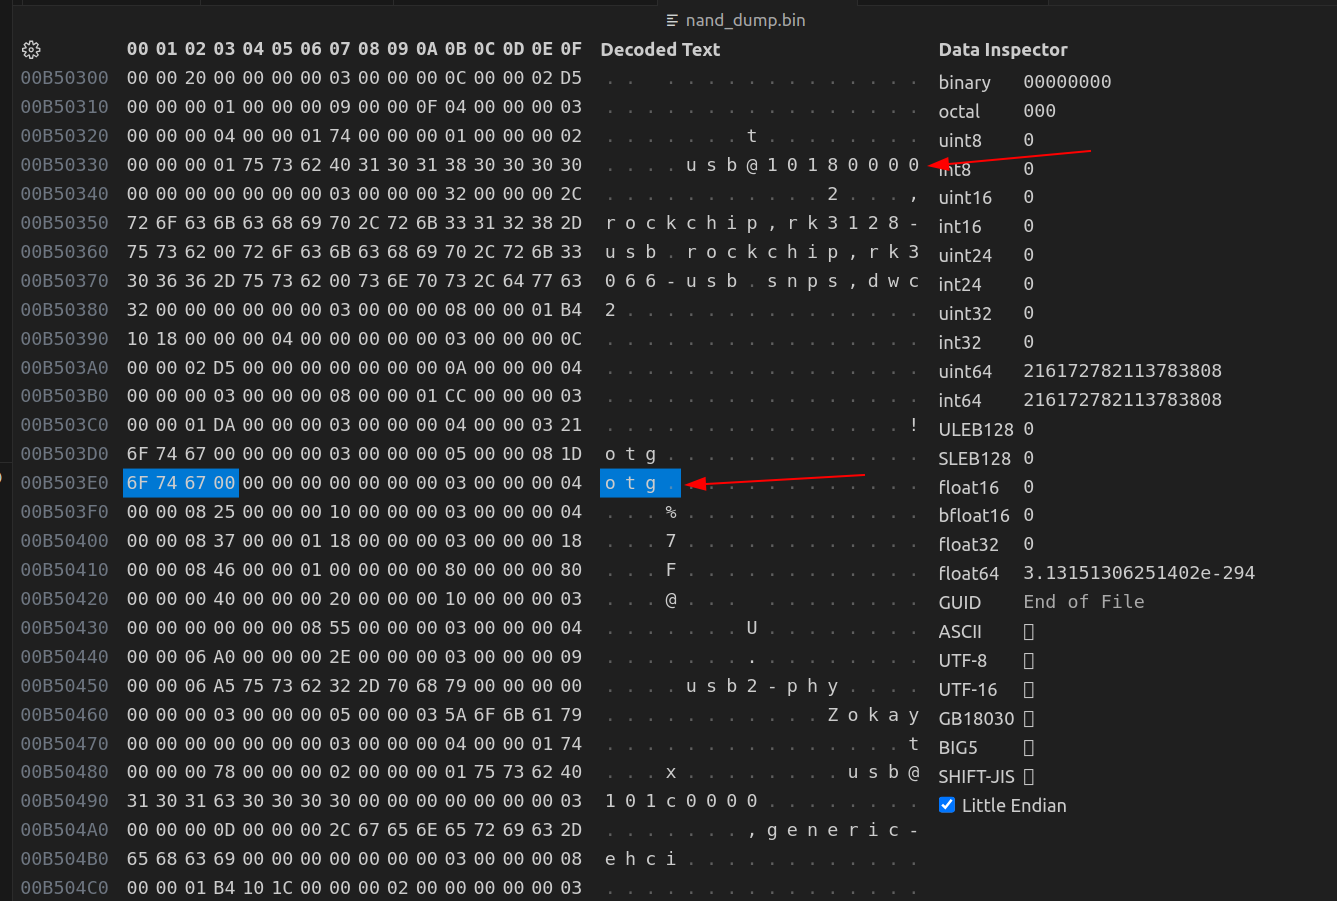 nand_dump.bin
00 01 02 03 04 05 06 07 08 09 0A 0B 0C 0D 0E 0F Decoded Text Data Inspector
00B50300 00 00 20 00 00 00 00 03 00 00 00 0C 00 00 02 D5 . . . . . . . . . . . . . . .
00B50310 00 00 00 01 00 00 00 09 00 00 0F 04 00 00 00 03 . . . . . . . . . . . . . . . .
00B50320 00 00 00 04 00 00 01 74 00 00 00 01 00 00 00 02 . . . . . . . t . . . . . . . .
00B50330 00 00 00 01 75 73 62 40 31 30 31 38 30 30 30 30 . . . . usb@10180000
00B50340 00 00 00 00 00 00 00 03 00 00 00 32 00 00 00 2C . . . . . . . . . . . 2 . . . ,
00B50350 72 6F 63 6B 63 68 69 70 2C 72 6B 33 31 32 38 2D rockchip,rk3128-
00B50360 75 73 62 00 72 6F 63 6B 63 68 69 70 2C 72 6B 33 usb.rockchip,rk3
00B50370 30 36 36 2D 75 73 62 00 73 6E 70 73 2C 64 77 63 066-usb.snps,dwc
00B50380 32 00 00 00 00 00 00 03 00 00 00 08 00 00 01 B4 2 . . . . . . . . . . . . . . .
00B50390 10 18 00 00 00 04 00 00 00 00 00 03 00 00 00 0C . . . . . . . . . . . . . . . .
00B503A0 00 00 02 D5 00 00 00 00 00 00 00 0A 00 00 00 04 . . . . . . . . . . . . . . . .
00B503B0 00 00 00 03 00 00 00 08 00 00 01 CC 00 00 00 03 . . . . . . . . . . . . . . . .
00B503C0 00 00 01 DA 00 00 00 03 00 00 00 04 00 00 03 21 . . . . . . . . . . . . . . . !
00B503D0 6F 74 67 00 00 00 00 03 00 00 00 05 00 00 08 1D otg . . . . . . . . . . . . .
00B503E0 6F 74 67 00 00 00 00 00 00 00 00 03 00 00 00 04 otg . . . . . . . . . . . . .
00B503F0 00 00 08 25 00 00 00 10 00 00 00 03 00 00 00 04 . . . % . . . . . . . . . . . .
00B50400 00 00 08 37 00 00 01 18 00 00 00 03 00 00 00 18 . . . 7 . . . . . . . . . . . .
00B50410 00 00 08 46 00 00 01 00 00 00 00 80 00 00 00 80 . . . F . . . . . . . . . . . .
00B50420 00 00 00 40 00 00 00 20 00 00 00 10 00 00 00 03 . . . @ . . . . . . . . . . .
00B50430 00 00 00 00 00 00 08 55 00 00 00 03 00 00 00 04 . . . . . . . U . . . . . . . .
00B50440 00 00 06 A0 00 00 00 2E 00 00 00 03 00 00 00 09 . . . . . . . . . . . . . . . .
00B50450 00 00 06 A5 75 73 62 32 2D 70 68 79 00 00 00 00 . . . . usb2-phy . . . .
00B50460 00 00 00 03 00 00 00 05 00 00 03 5A 6F 6B 61 79 . . . . . . . . . . . Zokay
00B50470 00 00 00 00 00 00 00 03 00 00 00 04 00 00 01 74 . . . . . . . . . . . . . . . t
00B50480 00 00 00 78 00 00 00 02 00 00 00 01 75 73 62 40 . . . x . . . . . . . . usb@
00B50490 31 30 31 63 30 30 30 30 00 00 00 00 00 00 00 03 101c0000 . . . . . . . .
00B504A0 00 00 00 0D 00 00 00 2C 67 65 6E 65 72 69 63 2D . . . . . . . ,generic-
00B504B0 65 68 63 69 00 00 00 00 00 00 00 03 00 00 00 08 ehci . . . . . . . . . . . .
00B504C0 00 00 01 B4 10 1C 00 00 00 02 00 00 00 00 00 03 . . . . . . . . . . . . . . . .
binary 00000000
octal 000
uint8 0
int8 0
uint16 0
int16 0
uint24 0
int24 0
uint32 0
int32 0
uint64 216172782113783808
int64 216172782113783808
ULEB128 0
SLEB128 0
float16 0
bfloat16 0
float32 0
float64 3.13151306251402e-294
GUID End of File
ASCII
UTF-8
UTF-16
GB18030
BIG5
SHIFT-JIS
Little Endian